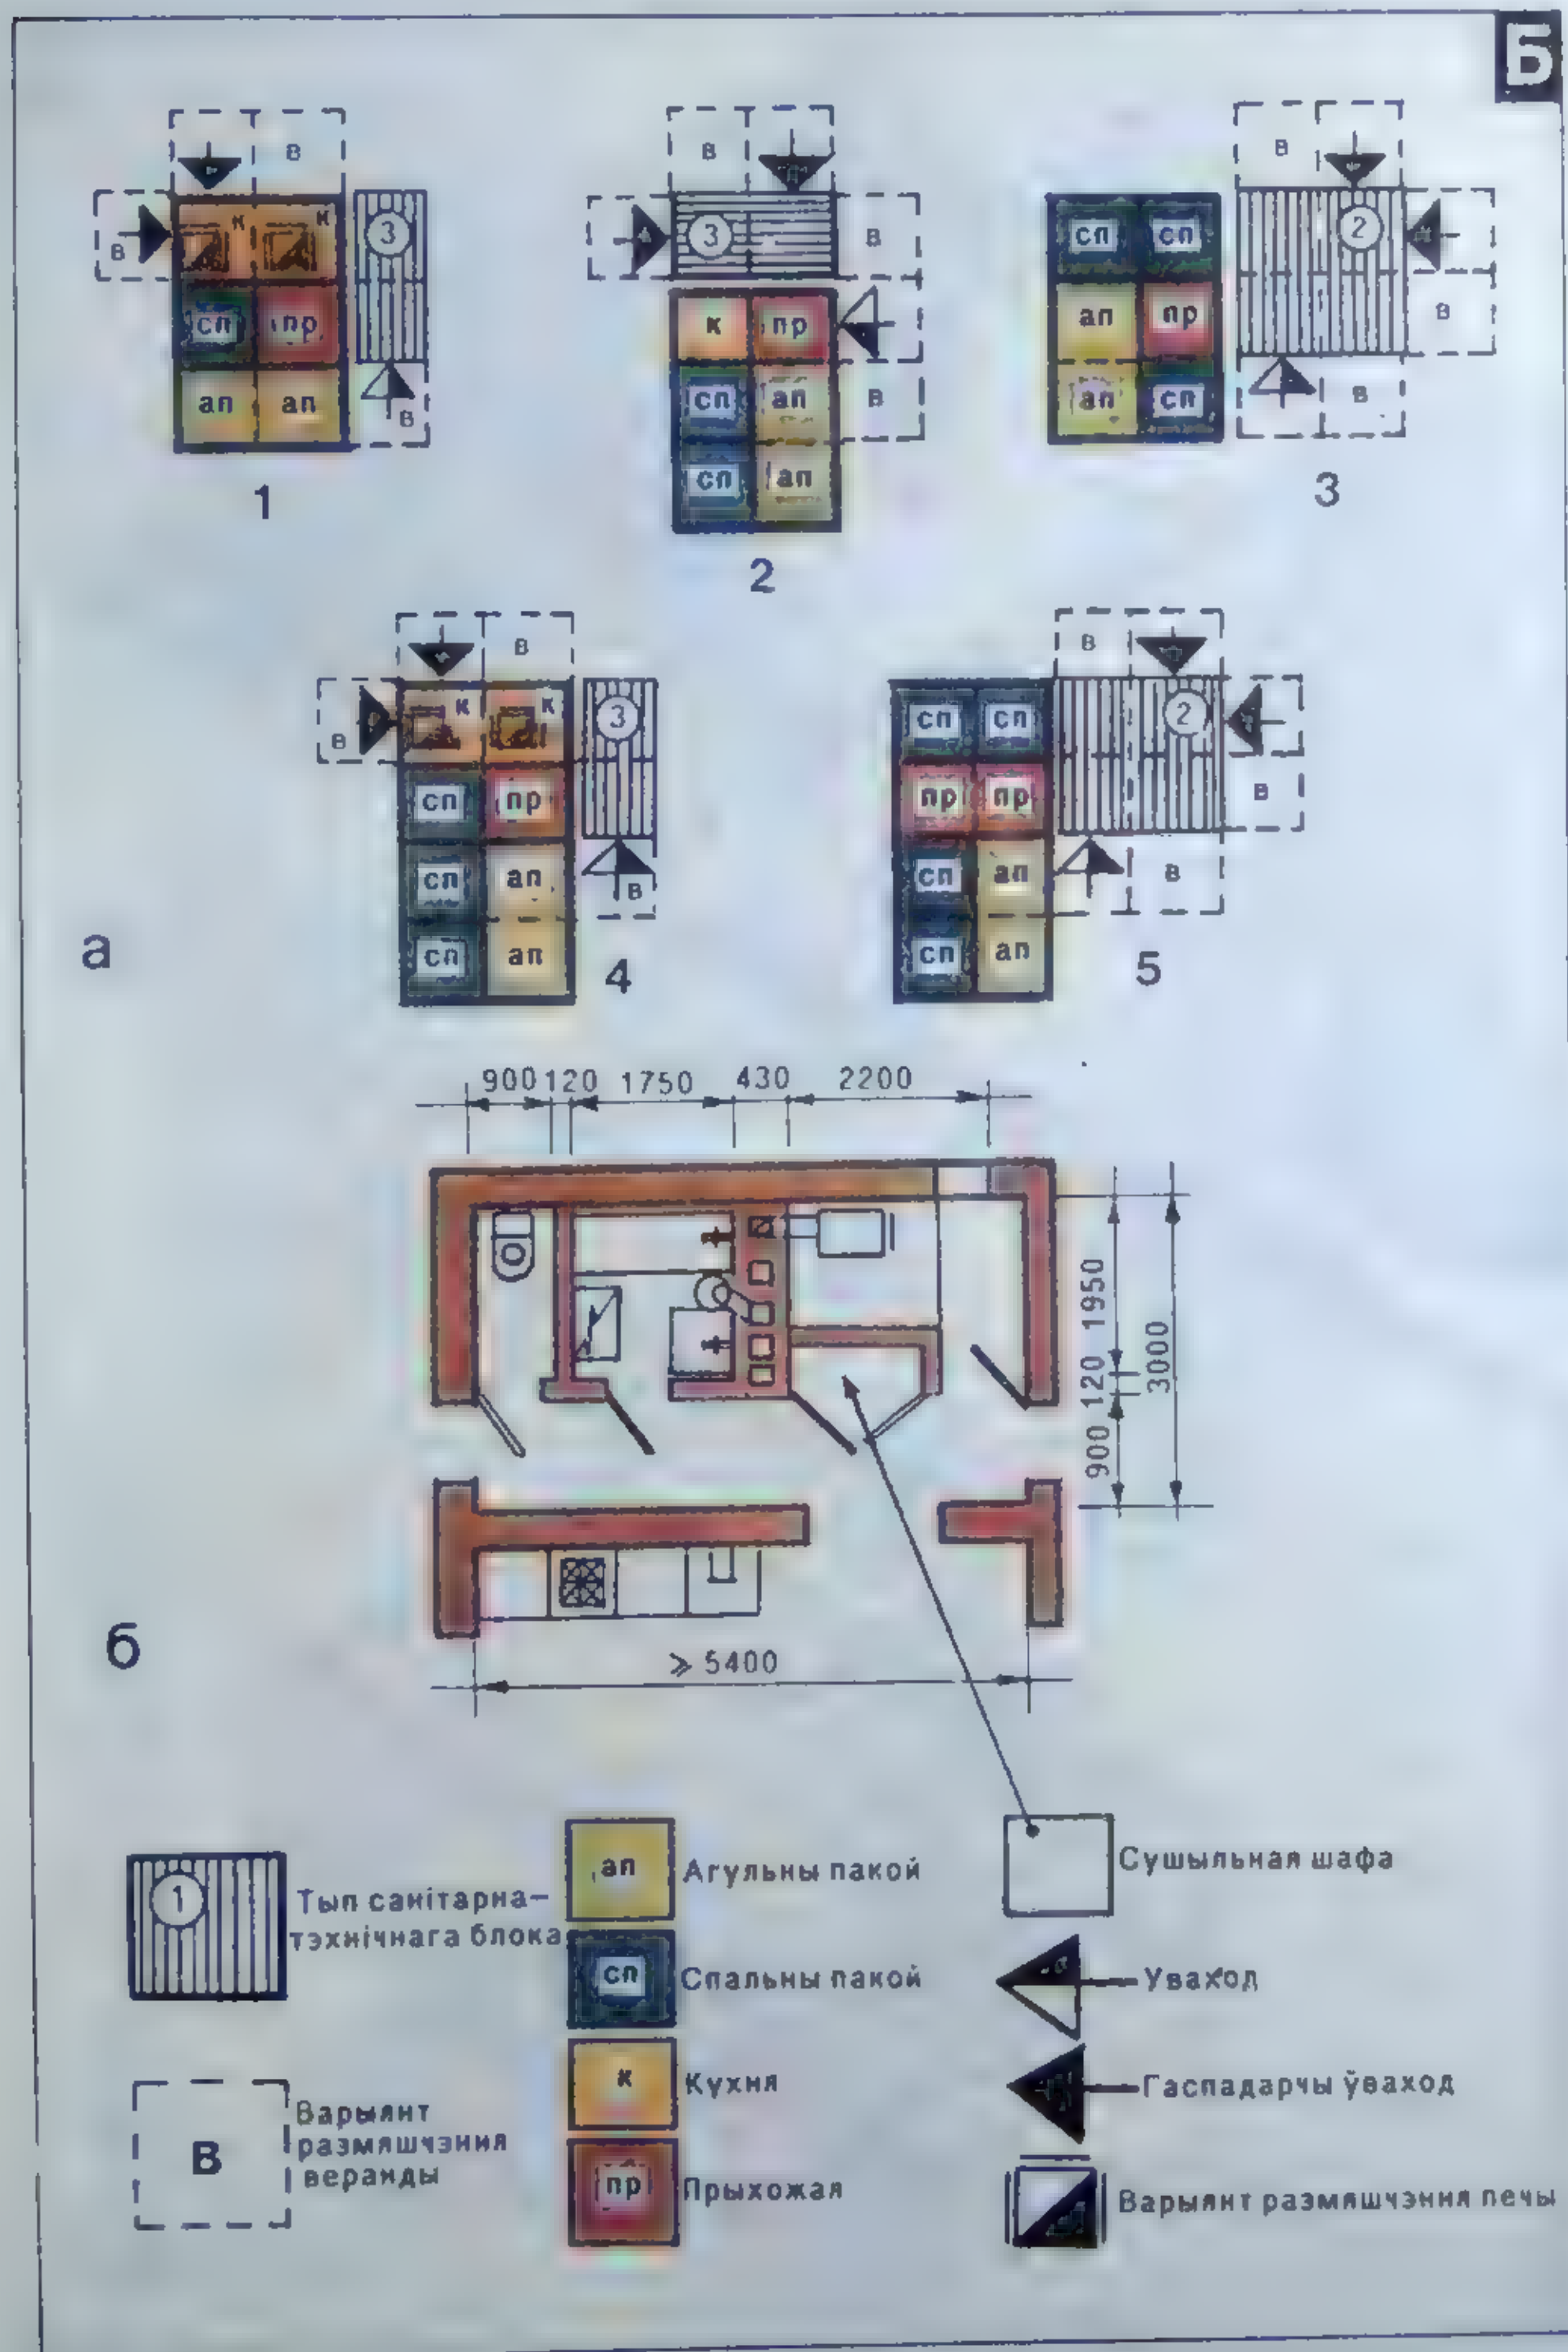 Б
В
В
к
к
3
сп
пр
ап
ап
В
1
В
3
В
к
пр
сп
ап
В
сп
ап
2
В
сп
сп
2
ап
пр
В
ап
сп
В
3
В
В
к
к
3
сп
пр
сп
ап
В
сп
ап
4
В
сп
сп
2
пр
пр
В
сп
ап
В
сп
ап
5
а
900 120 1750 430 2200
900 120 1950
3000
⩾ 5400
б
1
Тып санітарна–
тэхнічнага блока
В
Варыянт
размяшчэння
веранды
ап
Агульны пакой
сп
Спальны пакой
к
Кухня
пр
Прыхожая
Сушыльная шафа
Уваход
Гаспадарчы ўваход
Варыянт размяшчэння печы